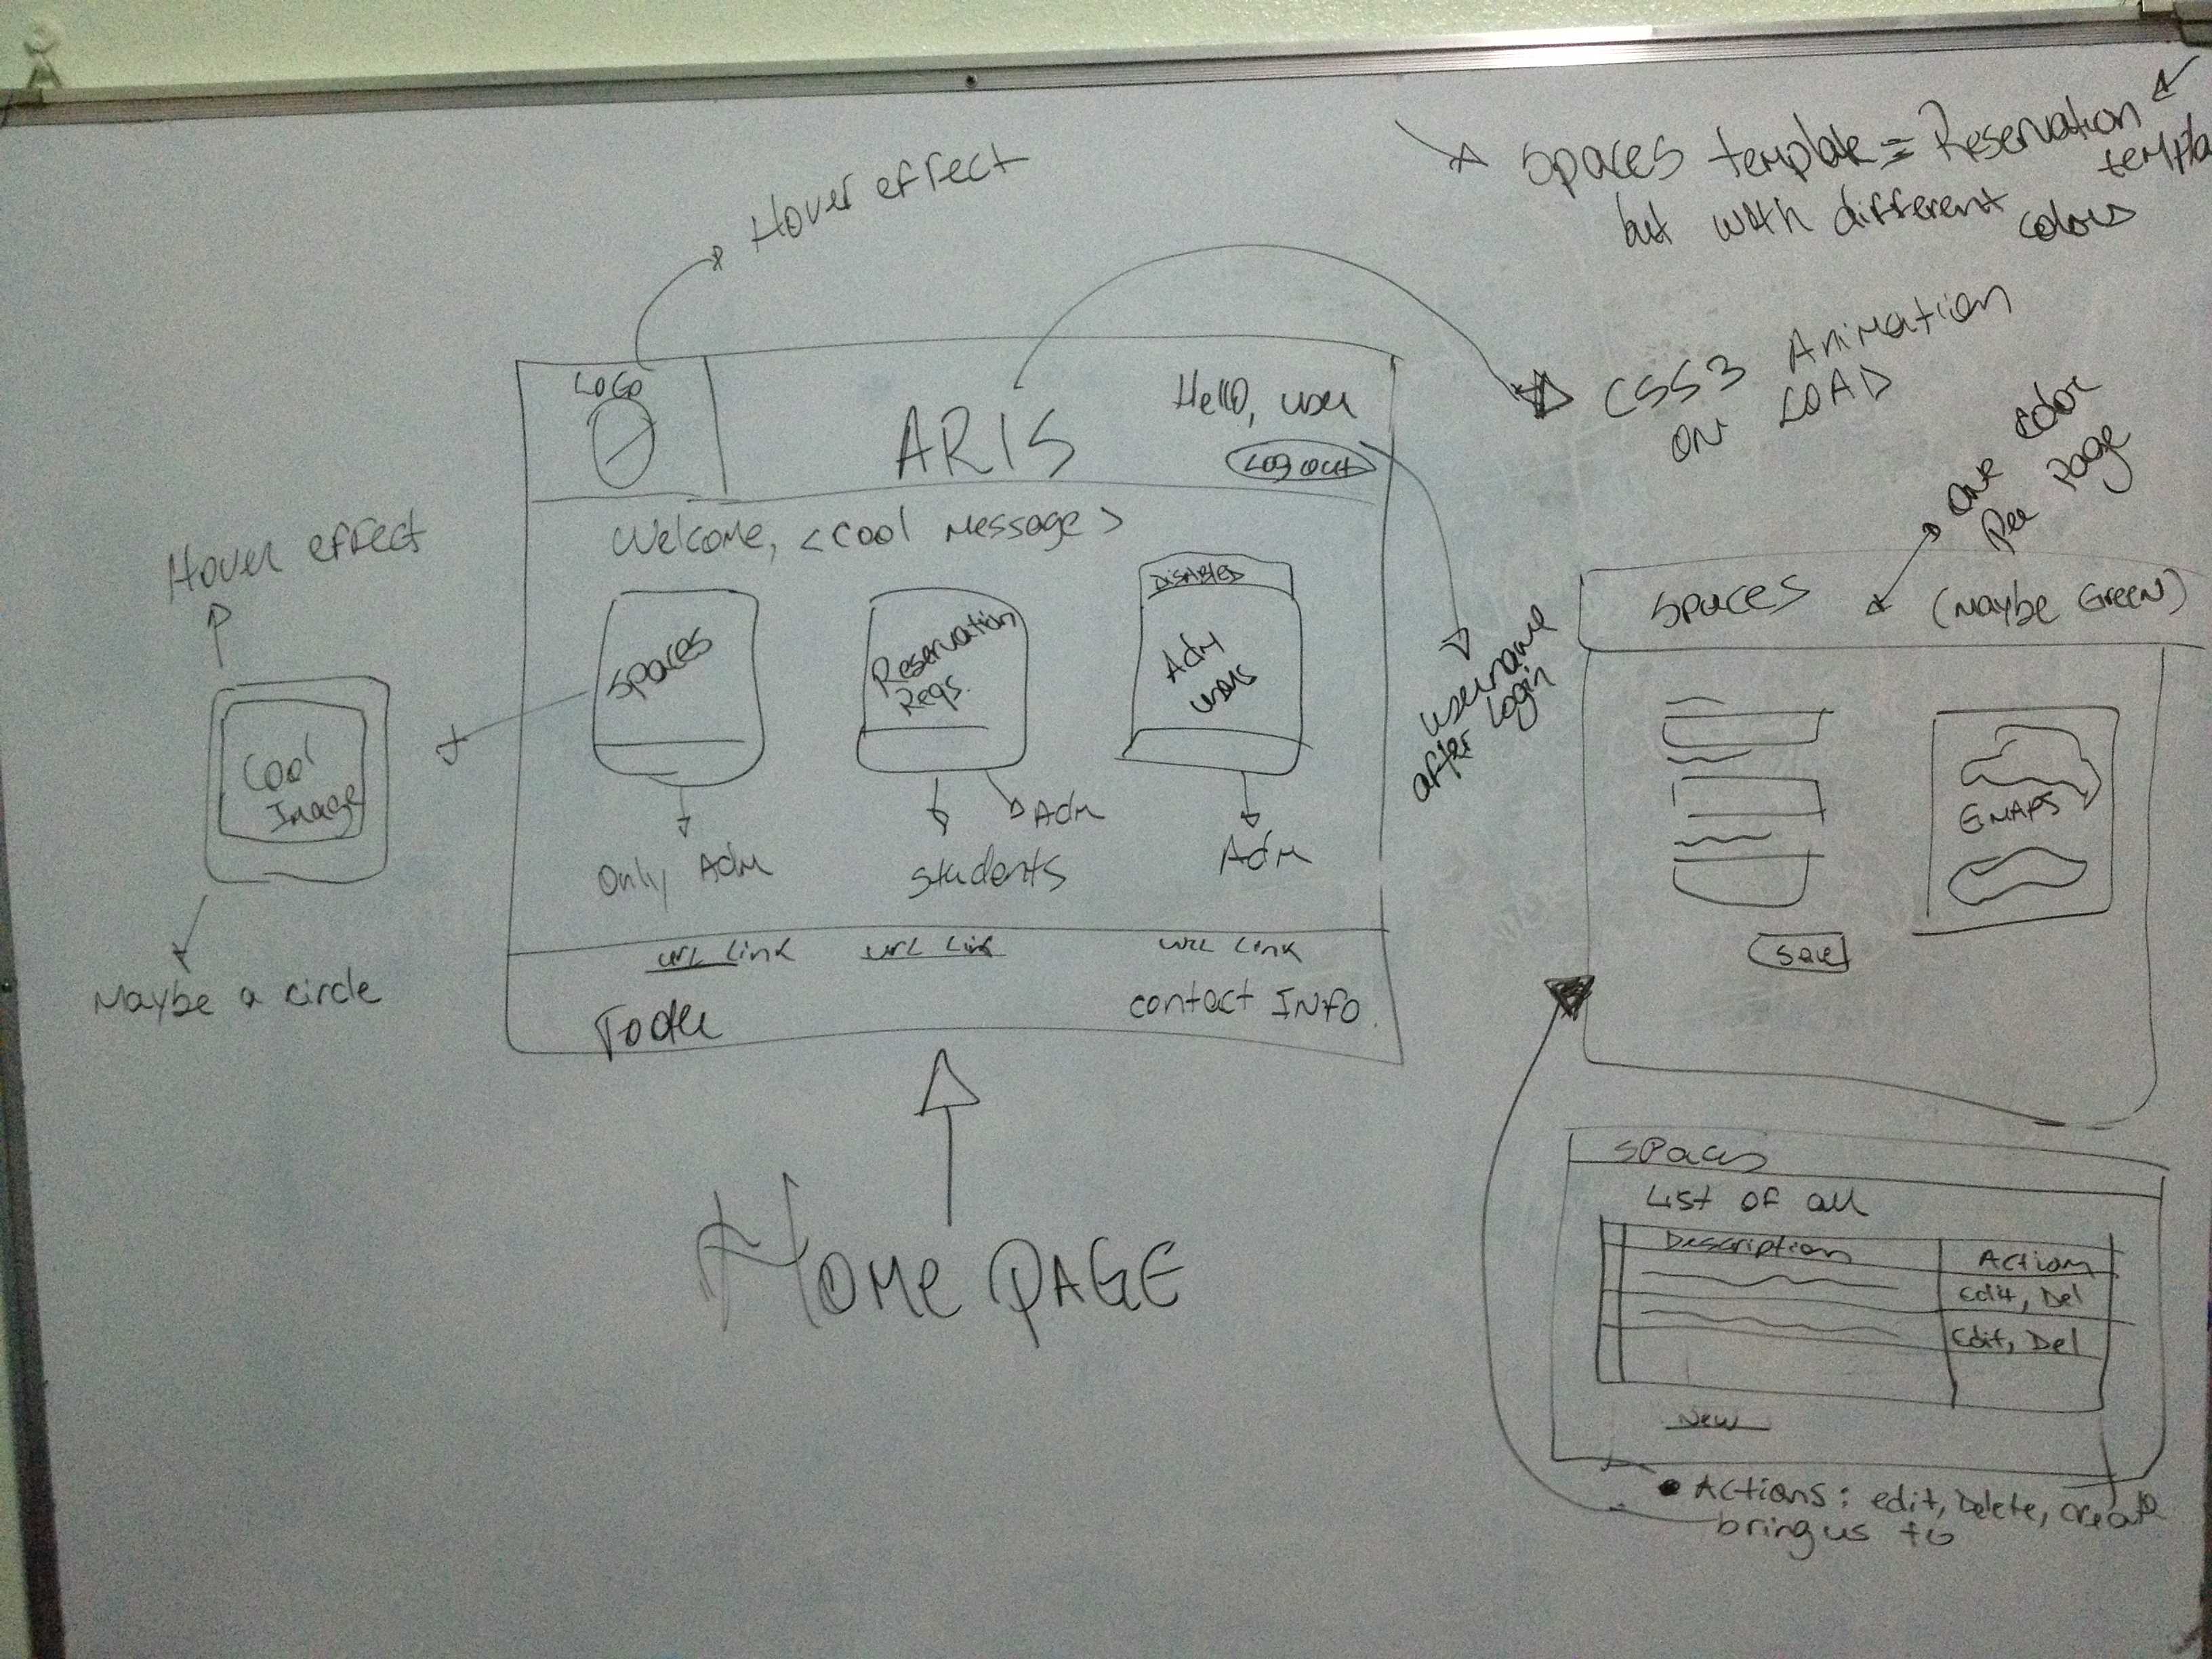 Hover effect
Spaces template = Reservation
template
but with different colors
CSS3 Animation
ON LOAD
One color
per page
LOGO
ARIS
Hello, user
Log out
Welcome, <Cool Message>
Hover effect
Cool
Image
Maybe a circle
Spaces
Reservation
Reqs.
DISABLED
Adm
users
Only Adm
students
Adm
Adm
username
after login
URL Link
URL Link
URL Link
Footer
contact INFO.
HOMe PAGE
Spaces
(Maybe GreeN)
GMAPS
Save
SPaces
List of all
Description
Action
Edit, Del
Edit, Del
New
• Actions: edit, Delete, create
bring us to